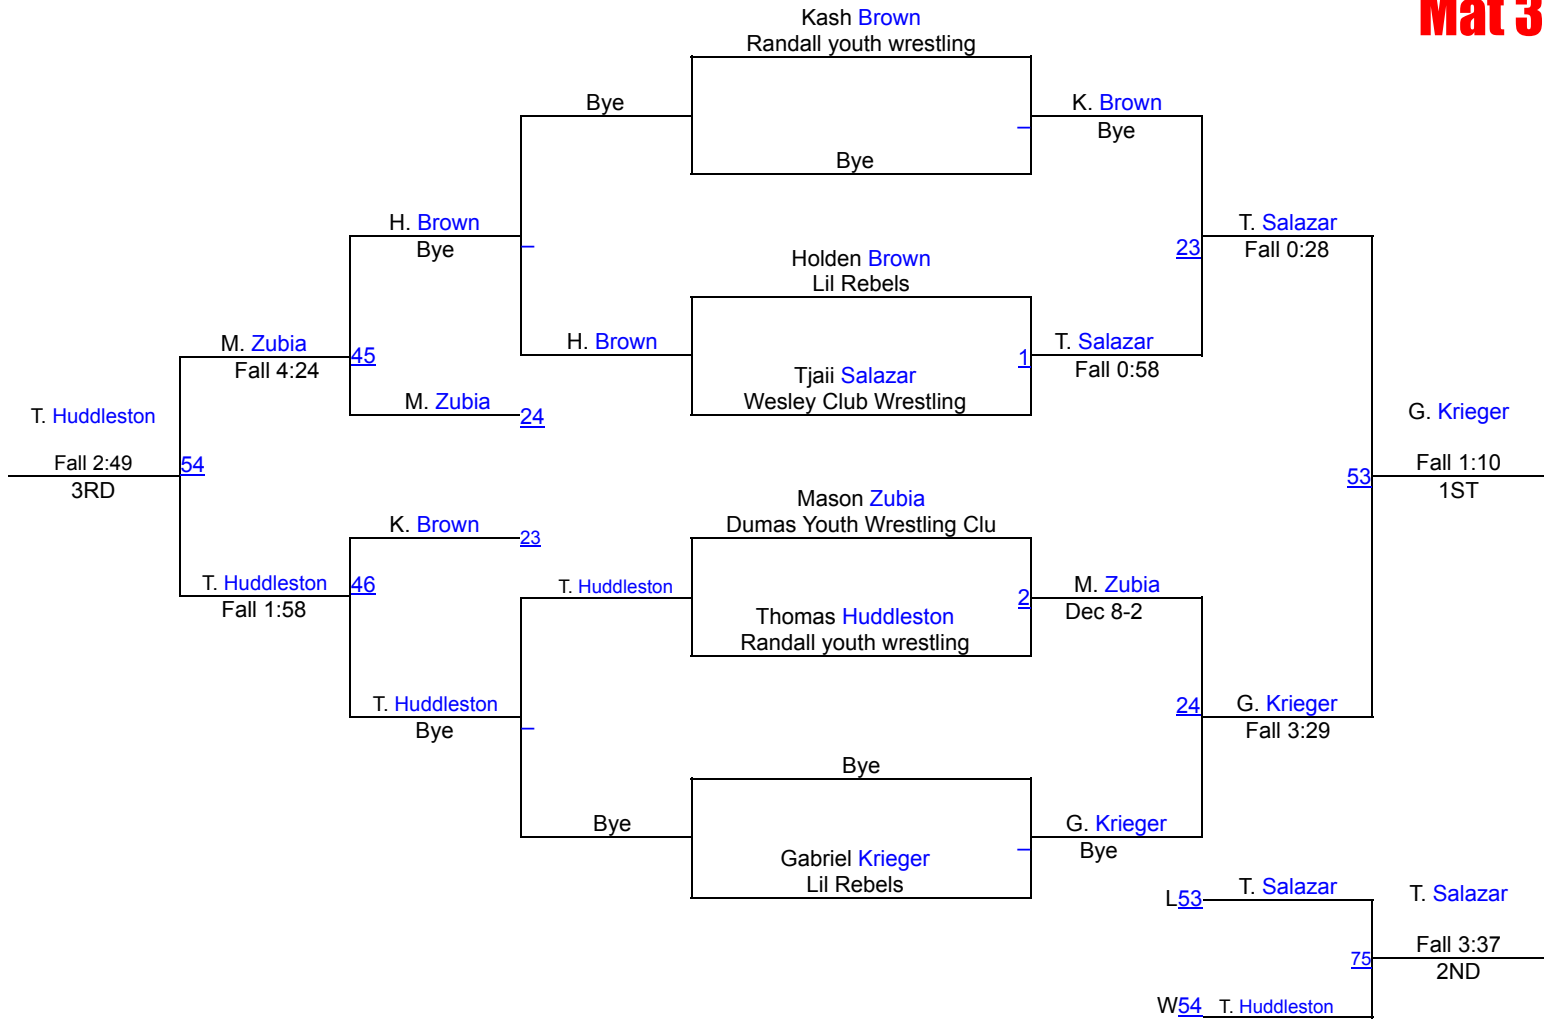 Mat 3
Kash Brown
Randall youth wrestling
Bye
K. Brown
Bye
Bye
H. Brown
Bye
T. Salazar
Fall 0:28
23
Holden Brown
Lil Rebels
H. Brown
T. Salazar
Fall 0:58
1
Tjaii Salazar
Wesley Club Wrestling
M. Zubia
Fall 4:24
45
M. Zubia
24
T. Huddleston
Fall 2:49
3RD
54
G. Krieger
Fall 1:10
1ST
53
Mason Zubia
Dumas Youth Wrestling Clu
K. Brown
23
T. Huddleston
Fall 1:58
46
T. Huddleston
M. Zubia
Dec 8-2
2
Thomas Huddleston
Randall youth wrestling
T. Huddleston
Bye
24
G. Krieger
Fall 3:29
Bye
Bye
G. Krieger
Bye
Gabriel Krieger
Lil Rebels
L53
T. Salazar
T. Salazar
Fall 3:37
2ND
75
W54
T. Huddleston